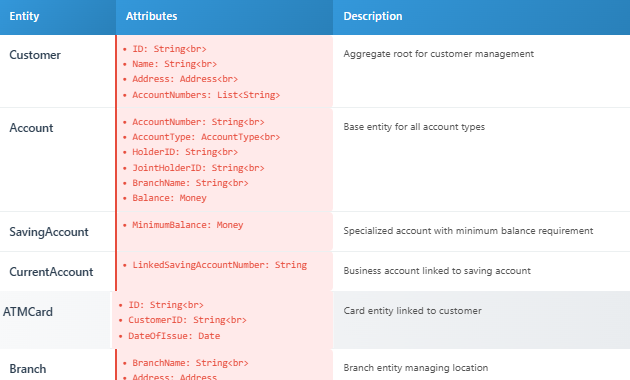 Entity Attributes Description
Customer
• ID: String<br>
• Name: String<br>
• Address: Address<br>
• AccountNumbers: List<String>
Aggregate root for customer management
Account
• AccountNumber: String<br>
• AccountType: AccountType<br>
• HolderID: String<br>
• JointHolderID: String<br>
• BranchName: String<br>
• Balance: Money
Base entity for all account types
SavingAccount
• MinimumBalance: Money
Specialized account with minimum balance requirement
CurrentAccount
• LinkedSavingAccountNumber: String
Business account linked to saving account
ATMCard
• ID: String<br>
• CustomerID: String<br>
• DateOfIssue: Date
Card entity linked to customer
Branch
• BranchName: String<br>
• Address: Address
Branch entity managing location